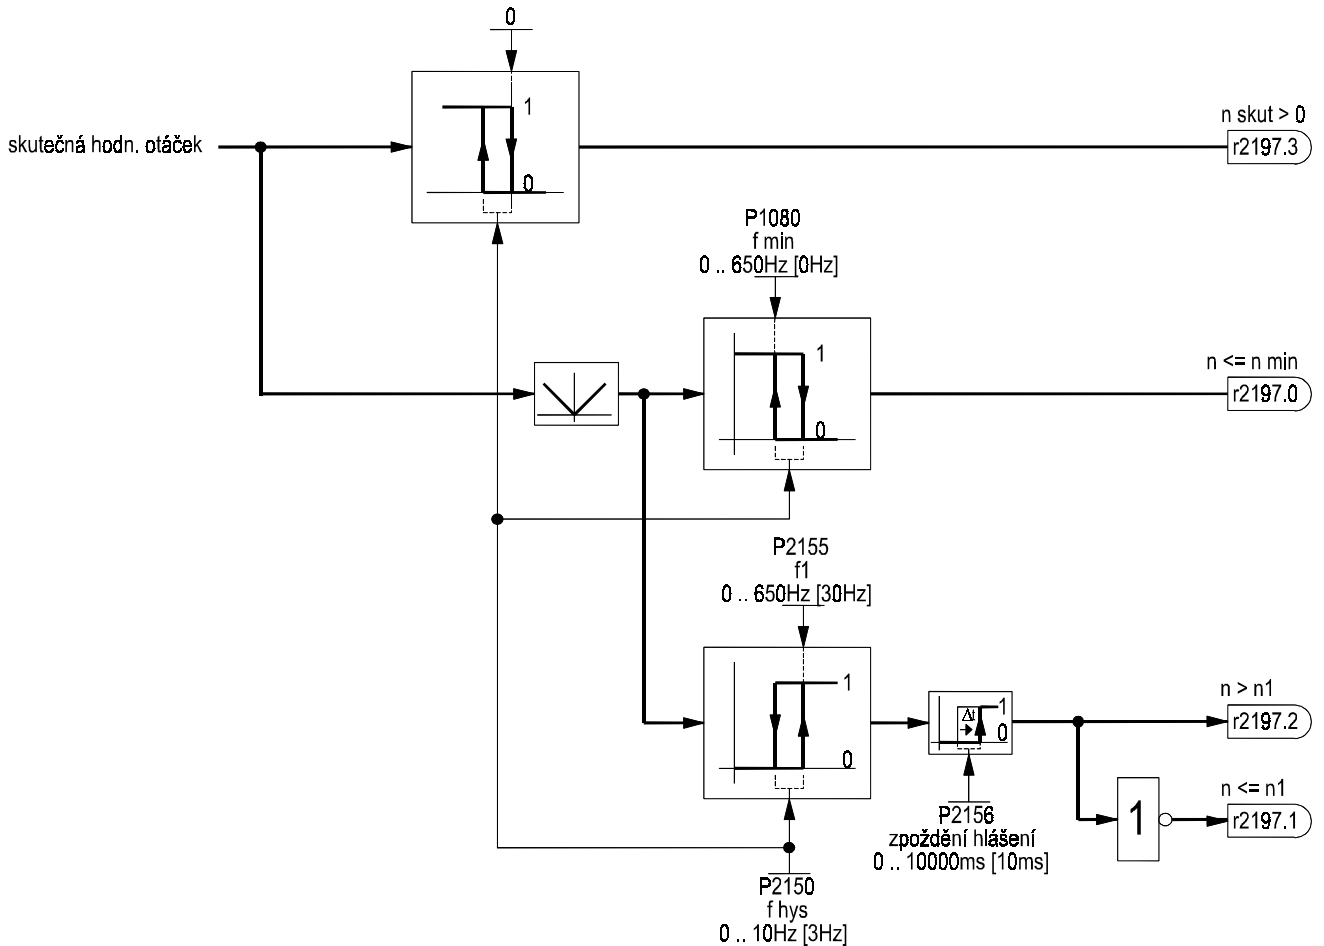 0
1
0
skutečná hodn. otáček
n skut > 0
r2197.3
P1080
f min
0 .. 650Hz [0Hz]
1
0
n <= n min
r2197.0
P2155
f1
0 .. 650Hz [30Hz]
1
0
Δt
1
0
n > n1
r2197.2
P2156
zpoždění hlášení
0 .. 10000ms [10ms]
1
n <= n1
r2197.1
P2150
f hys
0 .. 10Hz [3Hz]